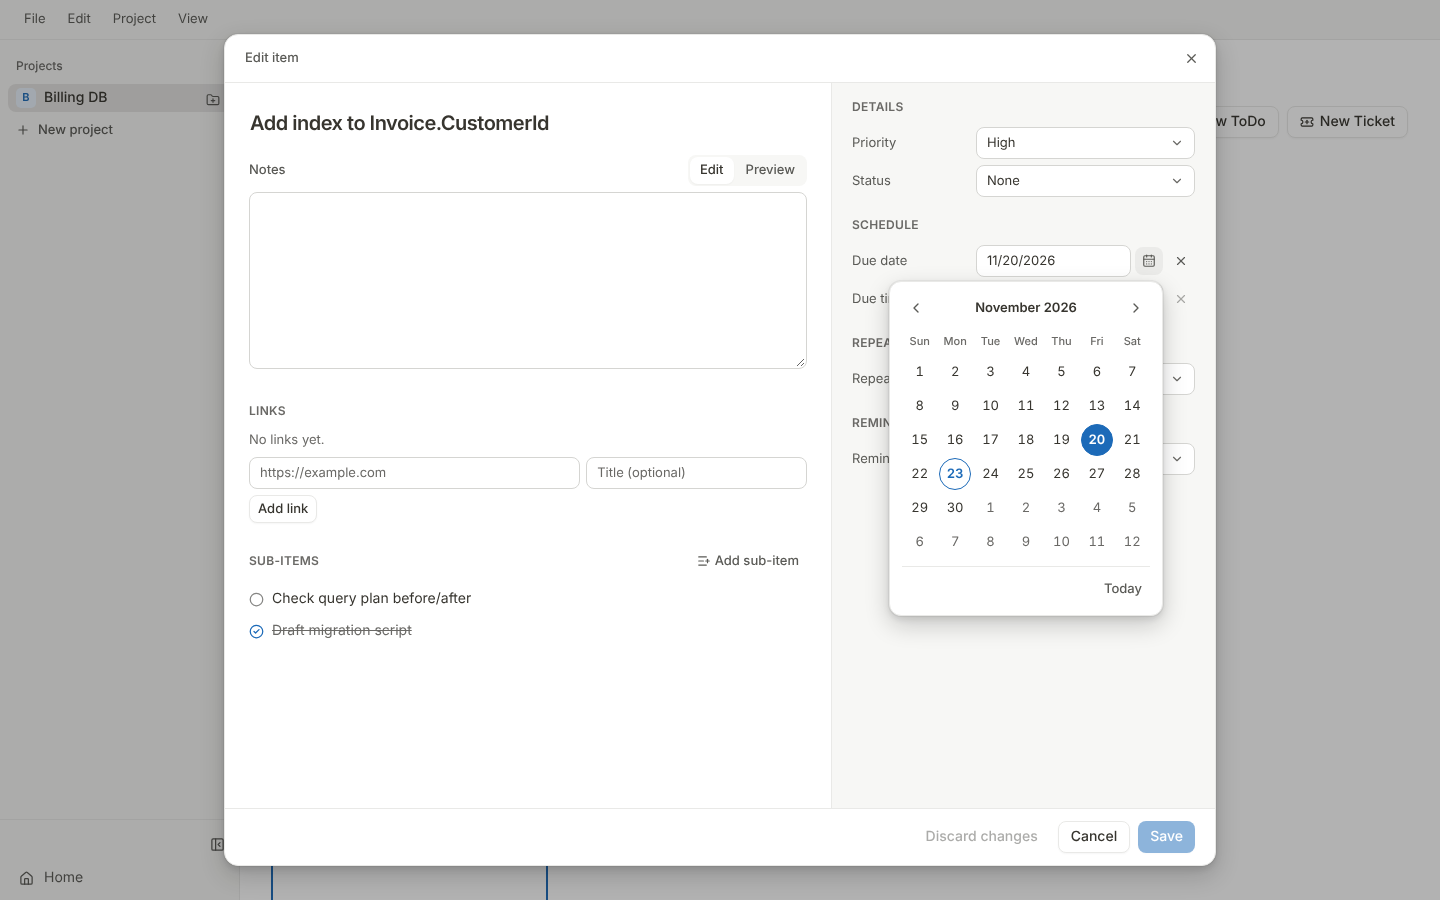 File Edit Project View
Projects
B Billing DB
New project
Home
w ToDo
New Ticket
Edit item
Add index to Invoice.CustomerId
Notes
Edit Preview
LINKS
No links yet.
https://example.com
Title (optional)
Add link
SUB-ITEMS
Add sub-item
Check query plan before/after
Draft migration script
DETAILS
Priority High
Status None
SCHEDULE
Due date 11/20/2026
Due ti
REPEA
Repea
REMIN
Remin
November 2026
Sun Mon Tue Wed Thu Fri Sat
1 2 3 4 5 6 7
8 9 10 11 12 13 14
15 16 17 18 19 20 21
22 23 24 25 26 27 28
29 30 1 2 3 4 5
6 7 8 9 10 11 12
Today
Discard changes
Cancel
Save